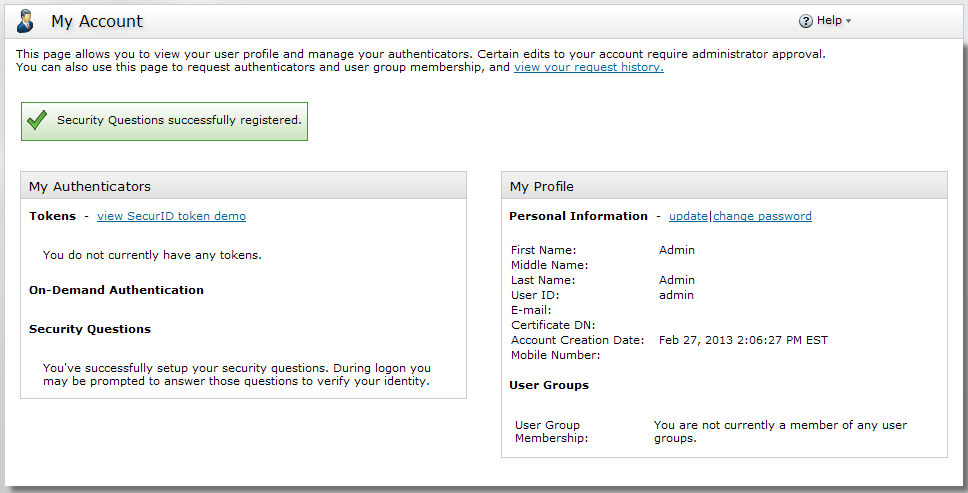 My Account
Help
This page allows you to view your user profile and manage your authenticators. Certain edits to your account require administrator approval.
You can also use this page to request authenticators and user group membership, and view your request history.
Security Questions successfully registered.
My Authenticators
Tokens - view SecurID token demo
You do not currently have any tokens.
On-Demand Authentication
Security Questions
You've successfully setup your security questions. During logon you
may be prompted to answer those questions to verify your identity.
My Profile
Personal Information - update|change password
First Name: Admin
Middle Name:
Last Name: Admin
User ID: admin
E-mail:
Certificate DN:
Account Creation Date: Feb 27, 2013 2:06:27 PM EST
Mobile Number:
User Groups
User Group Membership: You are not currently a member of any user groups.